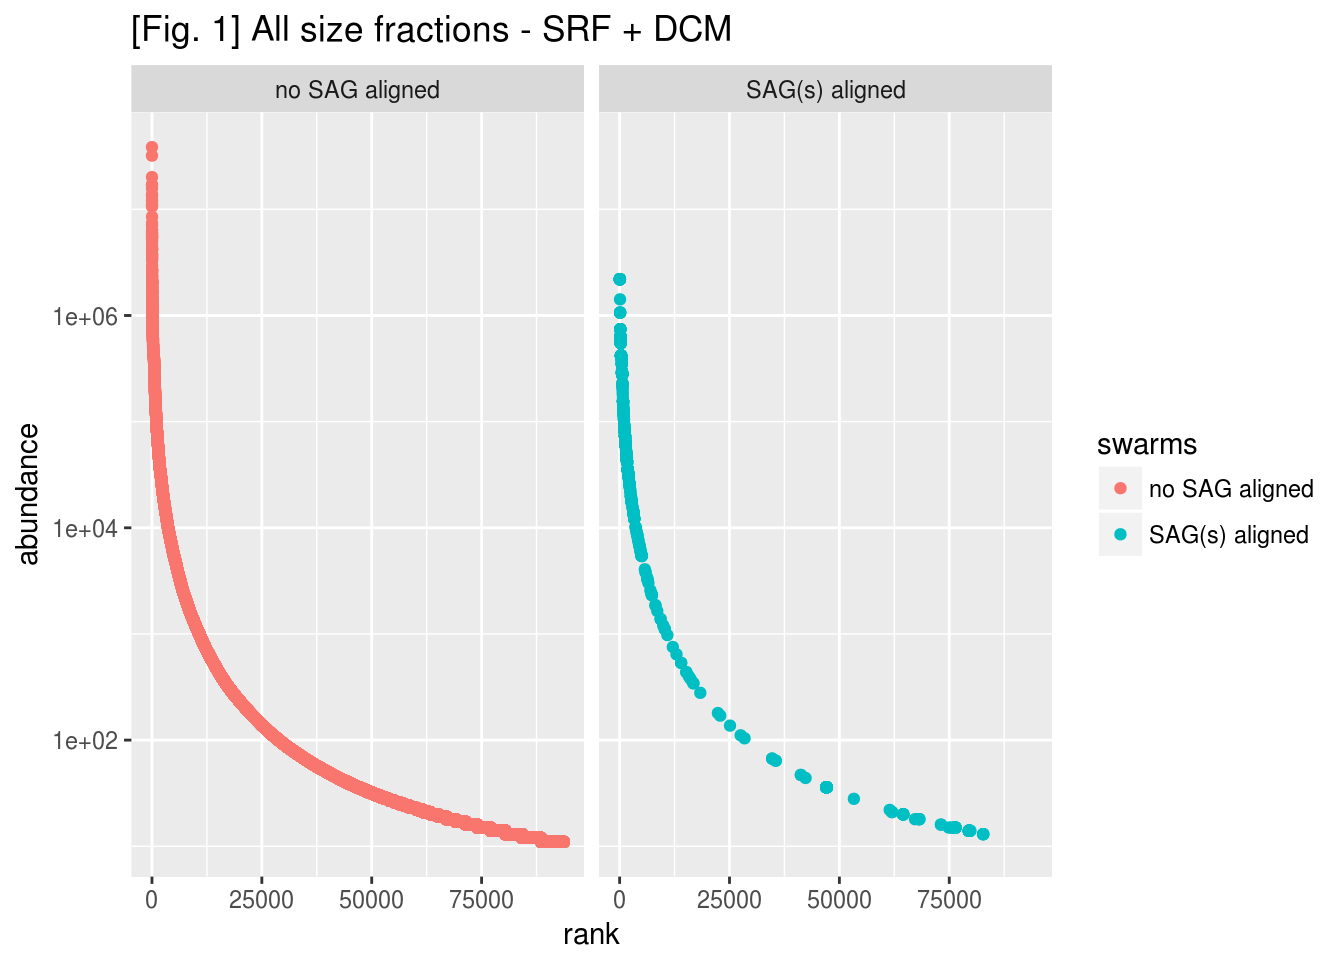 [Fig. 1] All size fractions - SRF + DCM
no SAG aligned
SAG(s) aligned
1e+06
1e+04
1e+02
abundance
0 25000 50000 75000
0 25000 50000 75000
rank
swarms
no SAG aligned
SAG(s) aligned